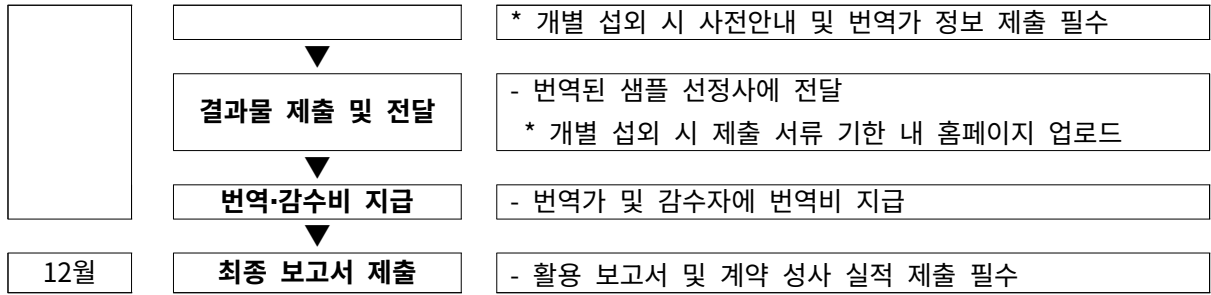 * 개별 섭외 시 사전안내 및 번역가 정보 제출 필수
▼
결과물 제출 및 전달
- 번역된 샘플 선정사에 전달
* 개별 섭외 시 제출 서류 기한 내 홈페이지 업로드
▼
번역·감수비 지급
- 번역가 및 감수자에 번역비 지급
▼
12월
최종 보고서 제출
- 활용 보고서 및 계약 성사 실적 제출 필수